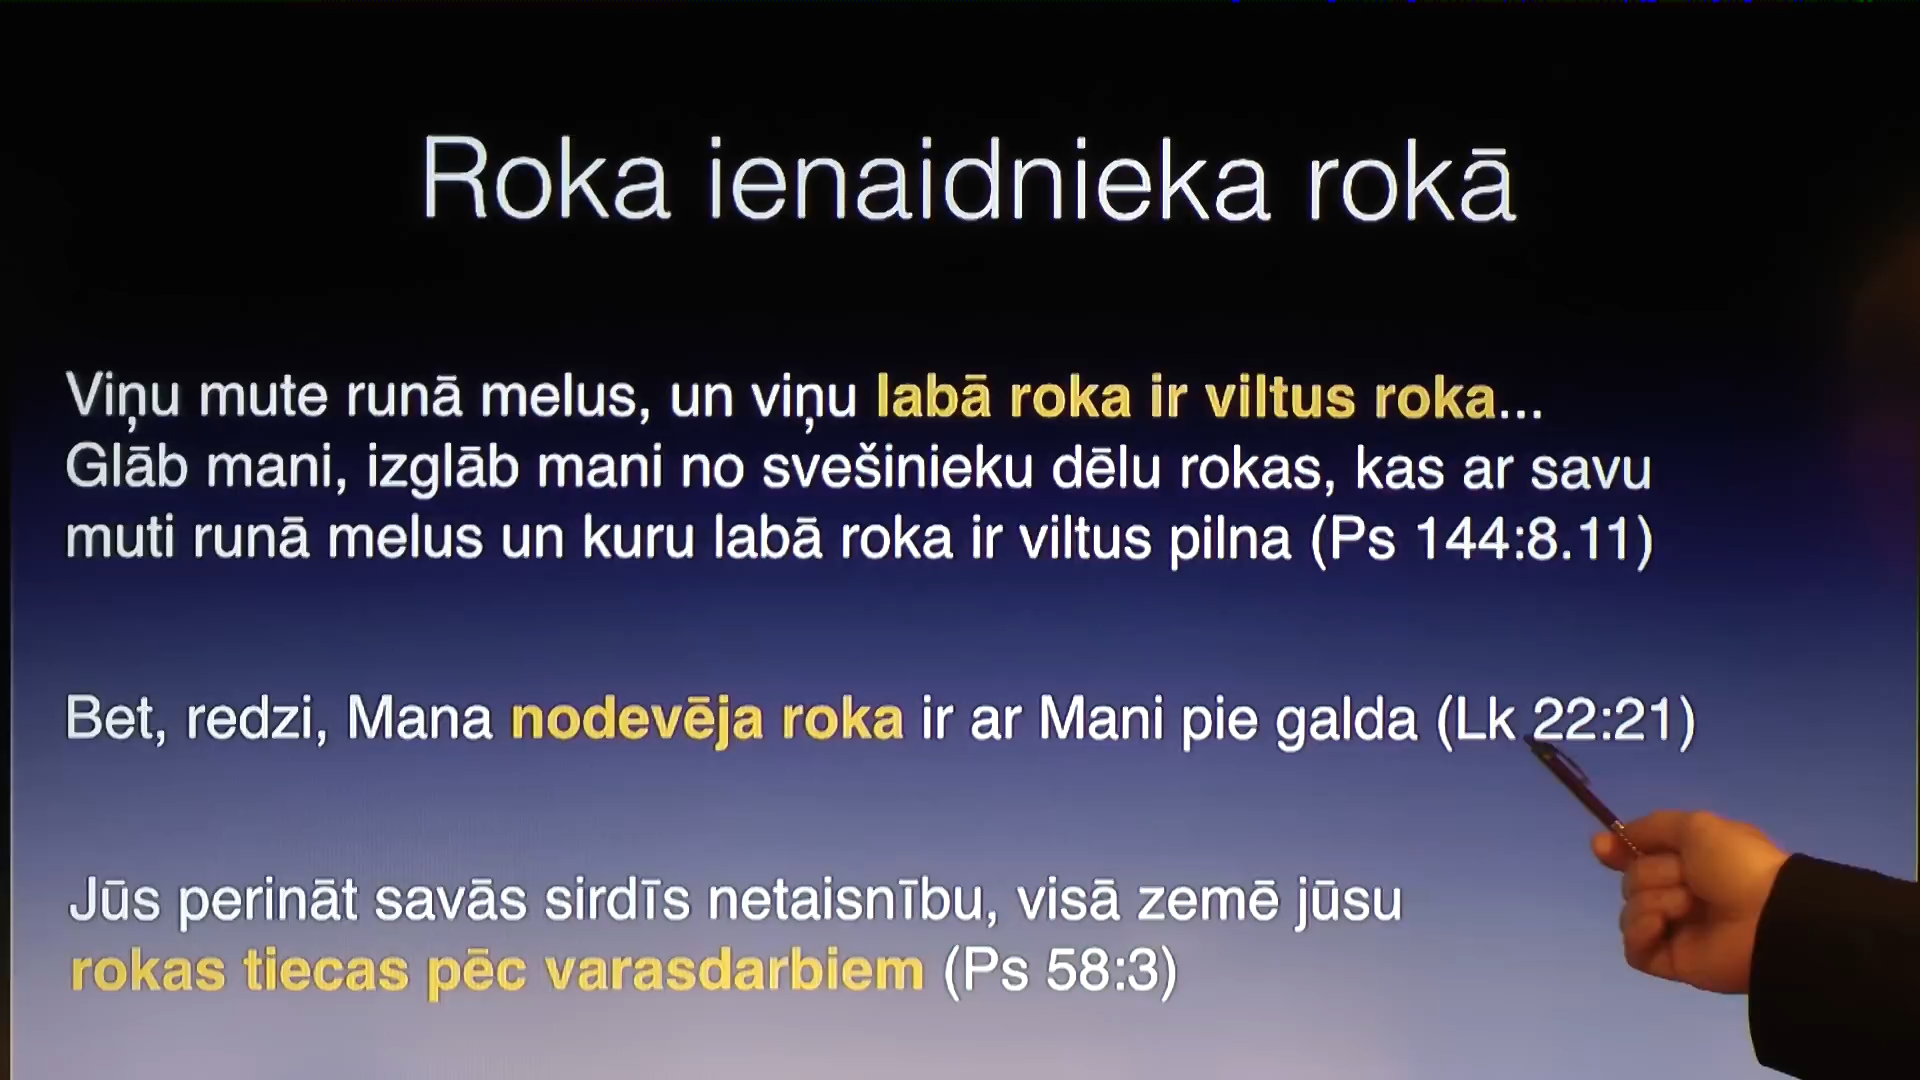 Roka ienaidnieka rokā
Viņu mute runā melus, un viņu labā roka ir viltus roka...
Glāb mani, izglāb mani no svešinieku dēlu rokas, kas ar savu
muti runā melus un kuru labā roka ir viltus pilna (Ps 144:8.11)
Bet, redzi, Mana nodevēja roka ir ar Mani pie galda (Lk 22:21)
Jūs perināt savās sirdīs netaisnību, visā zemē jūsu
rokas tiecas pēc varasdarbiem (Ps 58:3)